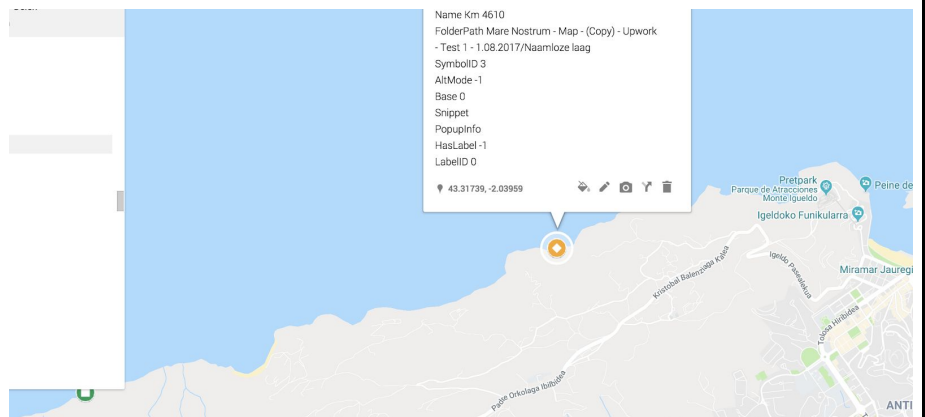 Name Km 4610
FolderPath Mare Nostrum - Map - (Copy) - Upwork
- Test 1 - 1.08.2017/Naamloze laag
SymbolID 3
AltMode -1
Base 0
Snippet
PopupInfo
HasLabel -1
LabelID 0
43.31739, -2.03959
Pretpark
Parque de Atracciones
Monte Igueldo
Peine de
Igeldoko Funikularra
Kristobal Balenziaga Kalea
Igeldo Pasealekua
Miramar Jauregi
Tolosa Hiribidea
Padre Orkolaga Ibilbidea
ANTI